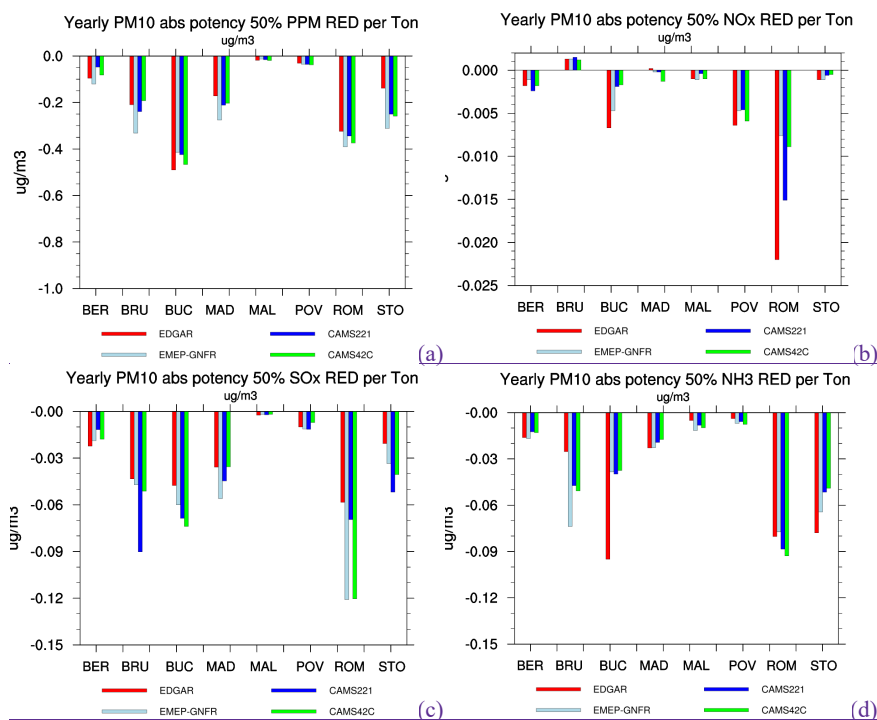 Yearly PM10 abs potency 50% PPM RED per Ton
ug/m3
ug/m3
0.0
-0.2
-0.4
-0.6
-0.8
-1.0
BER BRU BUC MAD MAL POV ROM STO
EDGAR CAMS221
EMEP-GNFR CAMS42C
(a)
Yearly PM10 abs potency 50% NOx RED per Ton
ug/m3
0.000
-0.005
-0.010
-0.015
-0.020
-0.025
BER BRU BUC MAD MAL POV ROM STO
EDGAR CAMS221
EMEP-GNFR CAMS42C
(b)
Yearly PM10 abs potency 50% SOx RED per Ton
ug/m3
ug/m3
-0.00
-0.03
-0.06
-0.09
-0.12
-0.15
BER BRU BUC MAD MAL POV ROM STO
EDGAR CAMS221
EMEP-GNFR CAMS42C
(c)
Yearly PM10 abs potency 50% NH3 RED per Ton
ug/m3
ug/m3
-0.00
-0.03
-0.06
-0.09
-0.12
-0.15
BER BRU BUC MAD MAL POV ROM STO
EDGAR CAMS221
EMEP-GNFR CAMS42C
(d)